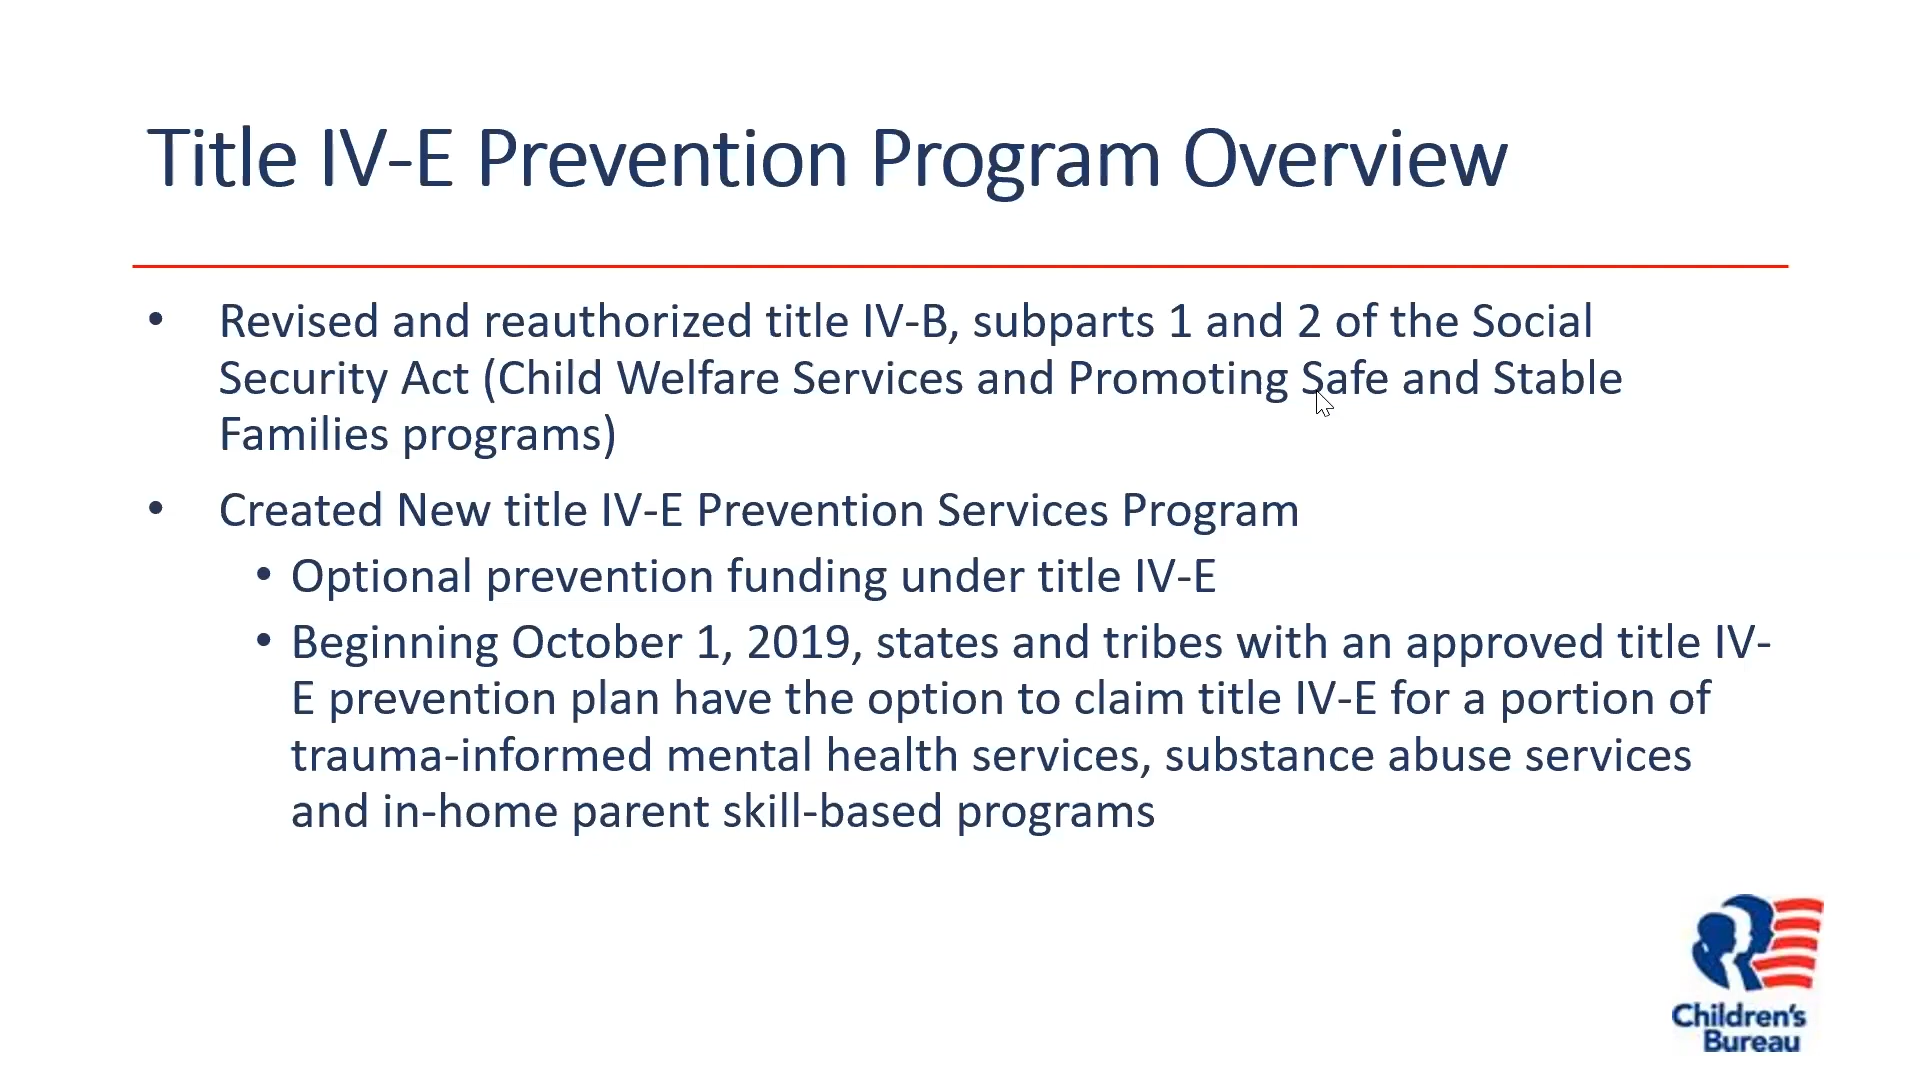 Title IV-E Prevention Program Overview
• Revised and reauthorized title IV-B, subparts 1 and 2 of the Social
Security Act (Child Welfare Services and Promoting Safe and Stable
Families programs)
• Created New title IV-E Prevention Services Program
• Optional prevention funding under title IV-E
• Beginning October 1, 2019, states and tribes with an approved title IV-
E prevention plan have the option to claim title IV-E for a portion of
trauma-informed mental health services, substance abuse services
and in-home parent skill-based programs
Children's
Bureau